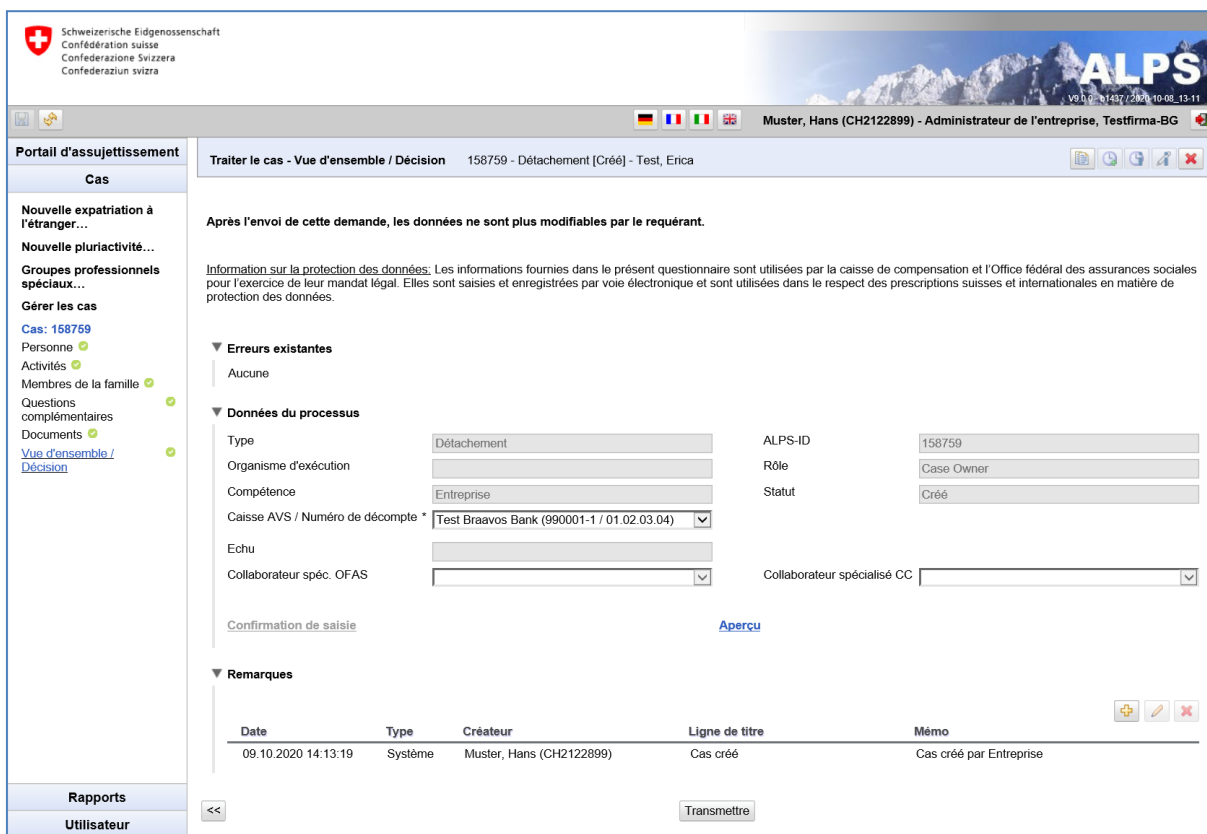 Schweizerische Eidgenossenschaft
Confédération suisse
Confederazione Svizzera
Confederaziun svizra
ALPS
V9.0.0 - b1437 / 2020-10-08_13-11
Muster, Hans (CH2122899) - Administrateur de l'entreprise, Testfirma-BG
Portail d'assujettissement
Cas
Nouvelle expatriation à
l'étranger…
Nouvelle pluriactivité…
Groupes professionnels
spéciaux…
Gérer les cas
Cas: 158759
Personne
Activités
Membres de la famille
Questions
complémentaires
Documents
Vue d'ensemble /
Décision
Rapports
Utilisateur
Traiter le cas - Vue d'ensemble / Décision 158759 - Détachement [Créé] - Test, Erica
Après l'envoi de cette demande, les données ne sont plus modifiables par le requérant.
Information sur la protection des données: Les informations fournies dans le présent questionnaire sont utilisées par la caisse de compensation et l'Office fédéral des assurances sociales
pour l'exercice de leur mandat légal. Elles sont saisies et enregistrées par voie électronique et sont utilisées dans le respect des prescriptions suisses et internationales en matière de
protection des données.
Erreurs existantes
Aucune
Données du processus
Type Détachement ALPS-ID 158759
Organisme d'exécution Rôle Case Owner
Compétence Entreprise Statut Créé
Caisse AVS / Numéro de décompte * Test Braavos Bank (990001-1 / 01.02.03.04)
Echu
Collaborateur spéc. OFAS Collaborateur spécialisé CC
Confirmation de saisie Aperçu
Remarques
Date Type Créateur Ligne de titre Mémo
09.10.2020 14:13:19 Système Muster, Hans (CH2122899) Cas créé Cas créé par Entreprise
<< Transmettre